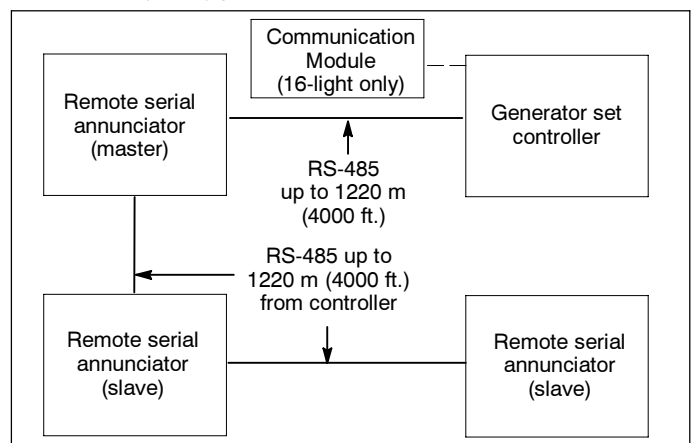 Communication
Module
(16-light only)
Remote serial
annunciator
(master)
Generator set
controller
RS-485
up to 1220 m
(4000 ft.)
RS-485 up to
1220 m (4000 ft.)
from controller
Remote serial
annunciator
(slave)
Remote serial
annunciator
(slave)